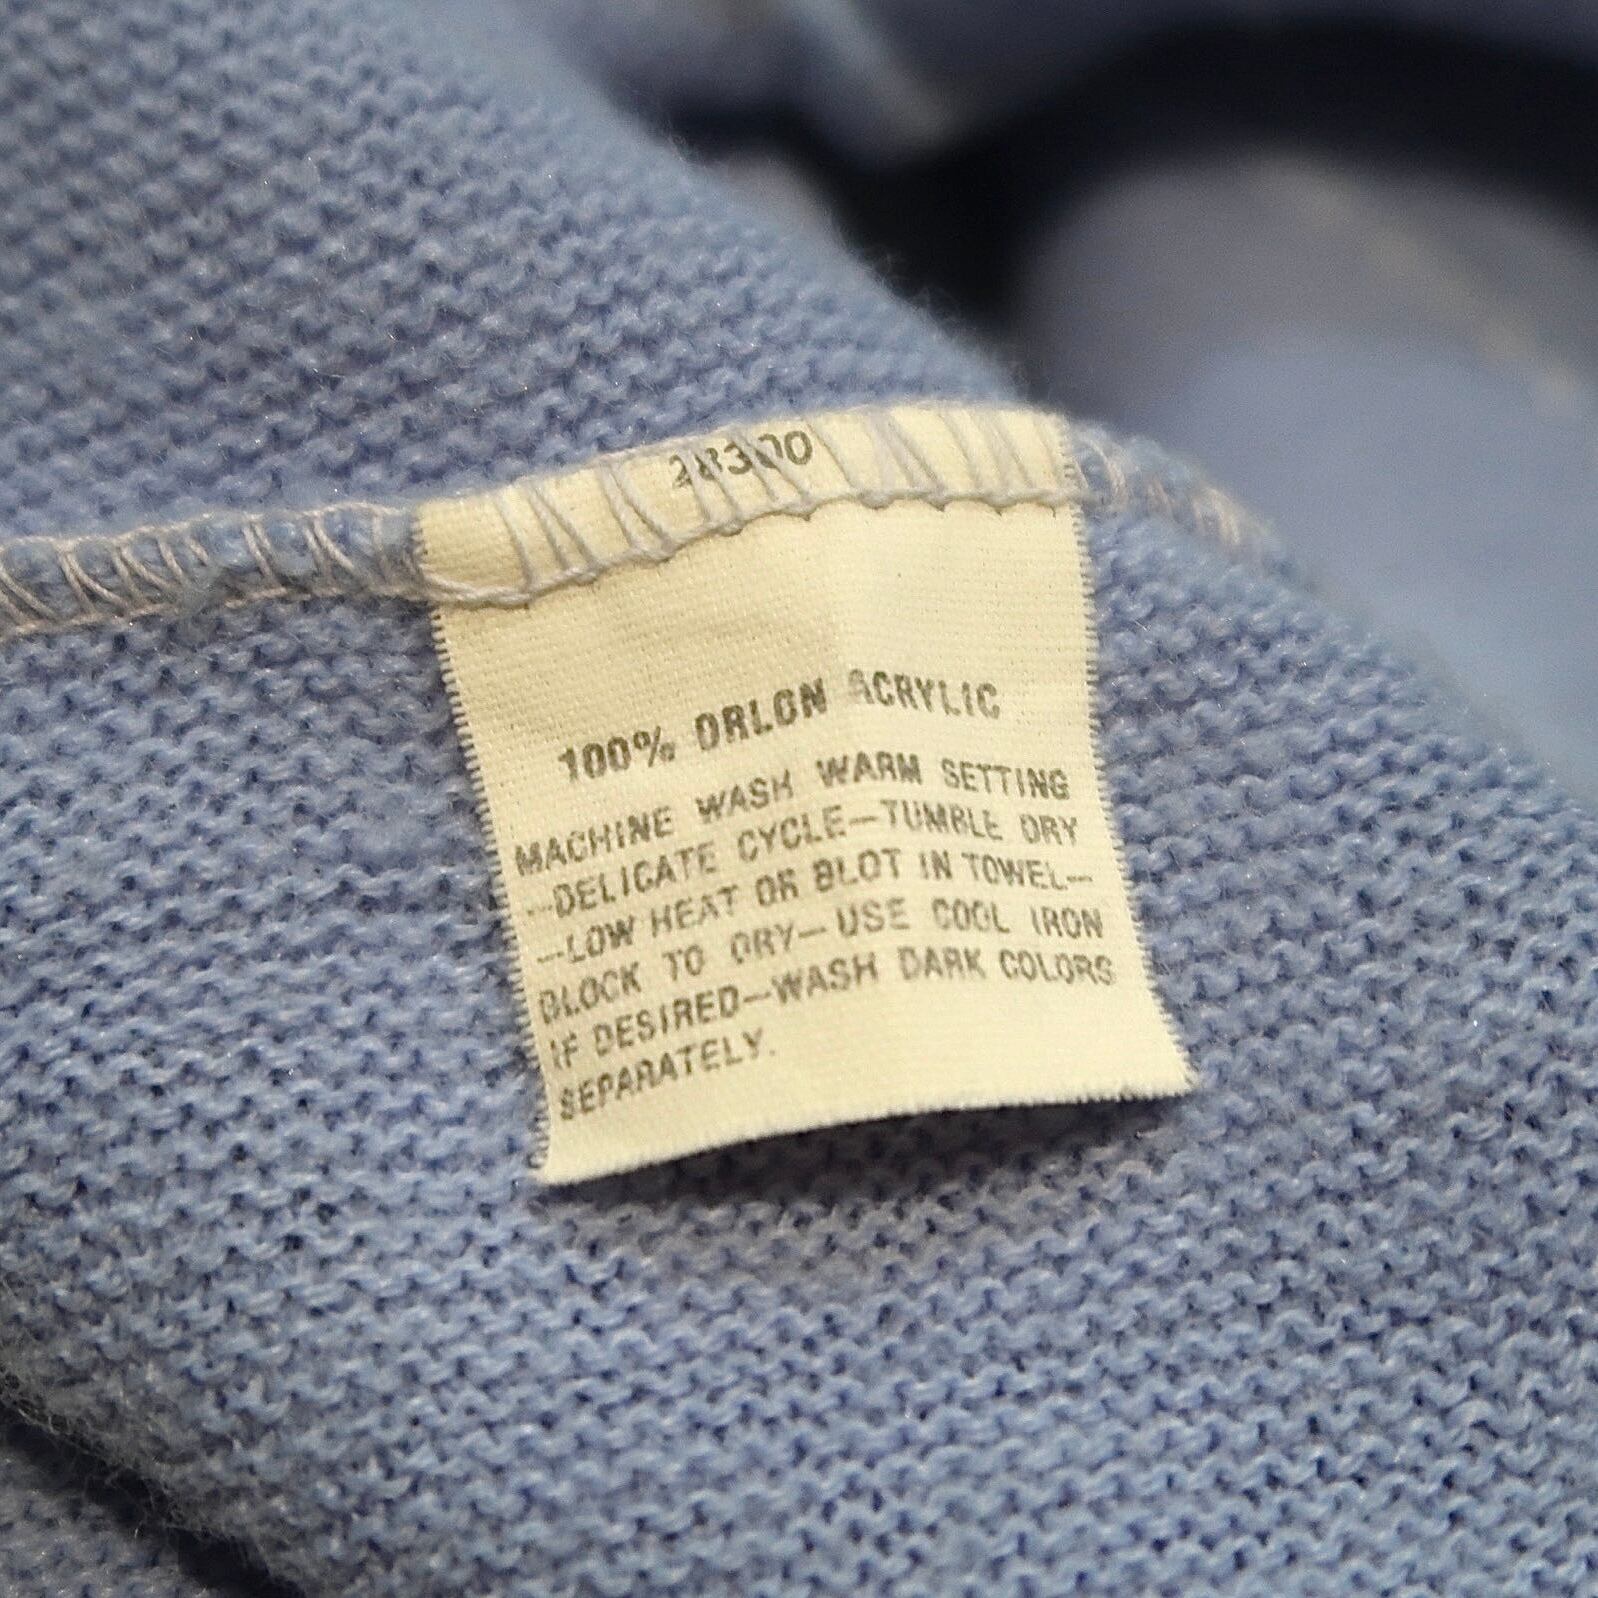 28300
100% ORLON ACRYLIC
MACHINE WASH WARM SETTING
—DELICATE CYCLE—TUMBLE DRY
—LOW HEAT OR BLOT IN TOWEL—
BLOCK TO DRY—USE COOL IRON
IF DESIRED—WASH DARK COLORS
SEPARATELY.